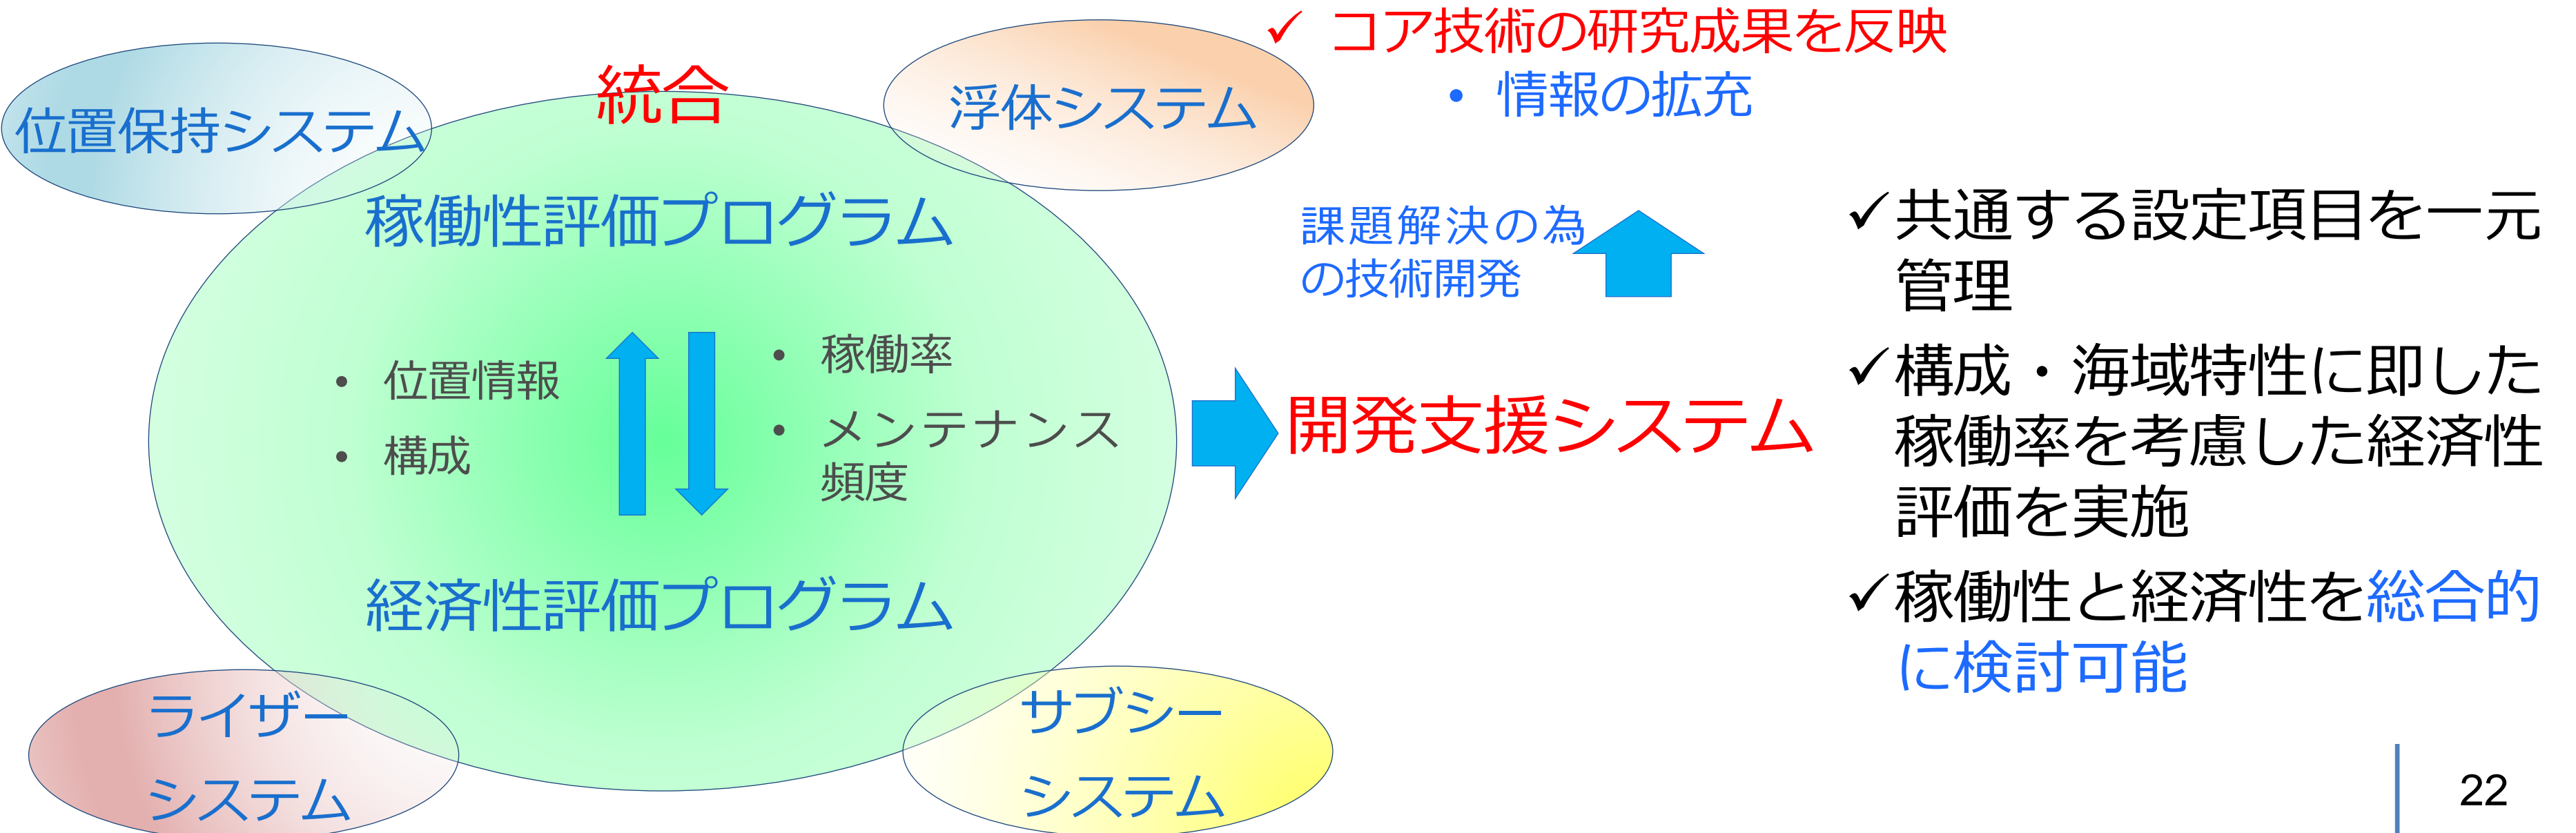 ✓ コア技術の研究成果を反映
• 情報の拡充
位置保持システム
統合
浮体システム
稼働性評価プログラム
• 位置情報
• 構成
• 稼働率
• メンテナンス
頻度
経済性評価プログラム
ライザー
システム
サブシー
システム
課題解決の為
の技術開発
開発支援システム
✓共通する設定項目を一元
管理
✓構成・海域特性に即した
稼働率を考慮した経済性
評価を実施
✓稼働性と経済性を総合的
に検討可能
22